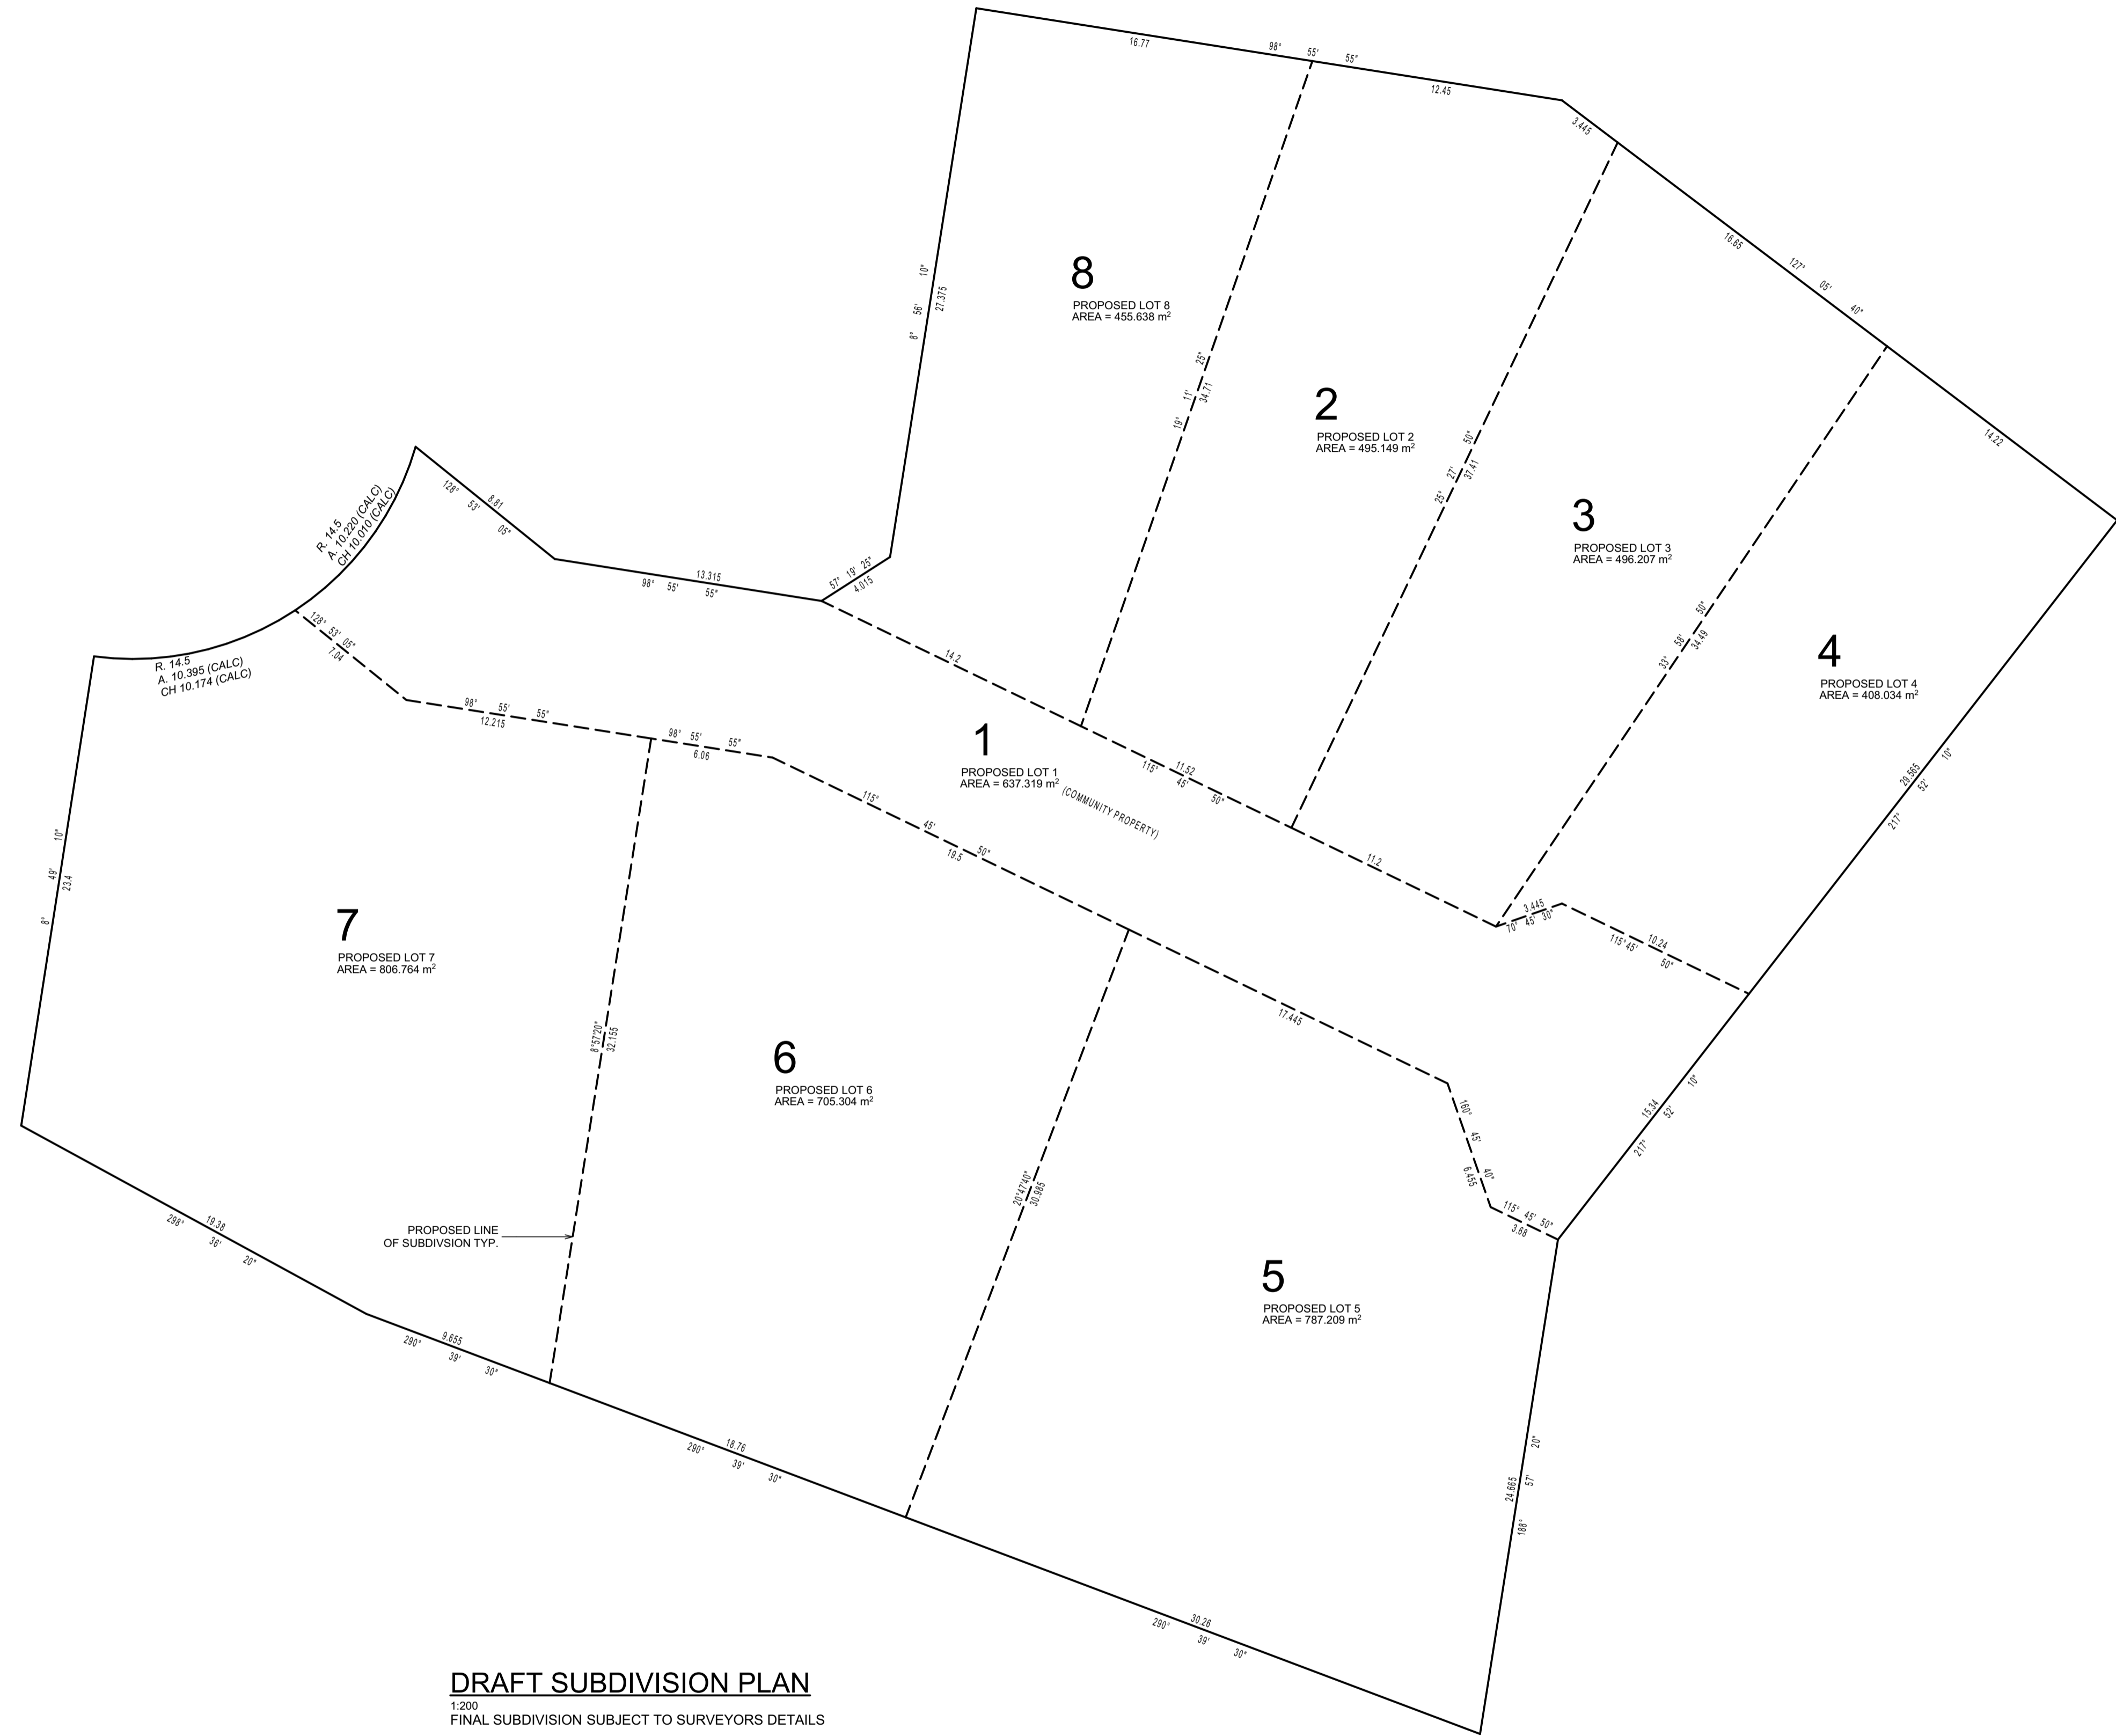 16.77
98° 55' 55"
12.45
3.445
16.65
127° 05' 40"
14.22
8° 56' 10"
27.375
8
PROPOSED LOT 8
AREA = 455.638 m²
19° 11' 25"
34.71
2
PROPOSED LOT 2
AREA = 495.149 m²
25° 27' 50"
37.41
3
PROPOSED LOT 3
AREA = 496.207 m²
33° 58' 50"
34.49
4
PROPOSED LOT 4
AREA = 408.034 m²
29.565
217° 52' 10"
R. 14.5
A. 10.220 (CALC)
CH 10.010 (CALC)
8.81
128° 53' 05"
13.315
98° 55' 55"
57° 19' 25"
4.015
R. 14.5
A. 10.395 (CALC)
CH 10.174 (CALC)
128° 53' 05"
7.04
98° 55' 55"
12.215
98° 55' 55"
6.06
14.2
11.52
115° 45' 50"
11.2
1
PROPOSED LOT 1
AREA = 637.319 m²
(COMMUNITY PROPERTY)
115° 45' 50"
19.5
17.445
3.445
70° 45' 30"
10.24
115° 45' 50"
15.34
217° 52' 10"
160° 45' 40"
6.455
115° 45' 50"
3.68
8° 49' 10"
23.4
7
PROPOSED LOT 7
AREA = 806.764 m²
8°57'20"
32.155
6
PROPOSED LOT 6
AREA = 705.304 m²
20°47'40"
30.985
5
PROPOSED LOT 5
AREA = 787.209 m²
PROPOSED LINE
OF SUBDIVSION TYP.
19.38
298° 36' 20"
9.655
290° 39' 30"
18.76
290° 39' 30"
30.26
290° 39' 30"
24.665
188° 57' 20"
DRAFT SUBDIVISION PLAN
1:200
FINAL SUBDIVISION SUBJECT TO SURVEYORS DETAILS